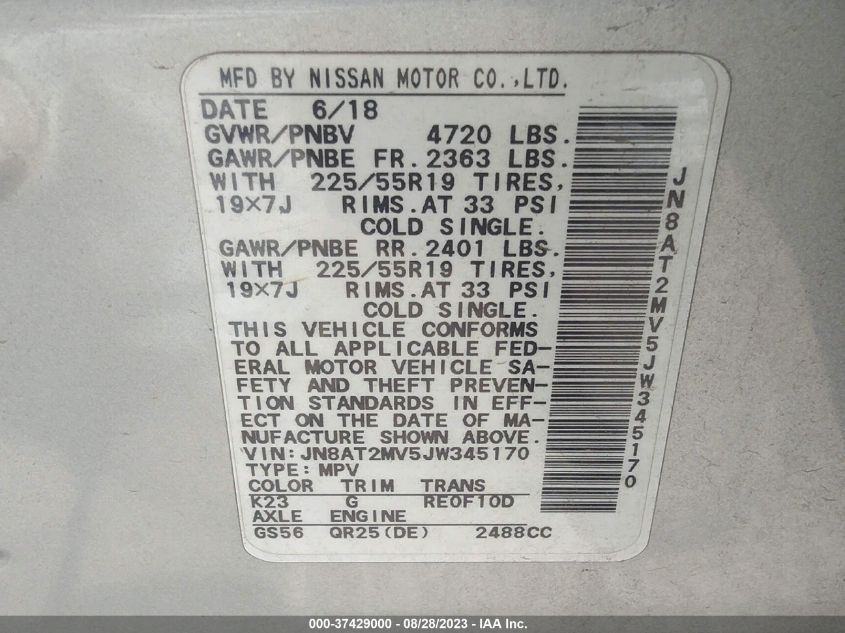 MFD BY NISSAN MOTOR CO.,LTD.
DATE 6/18
GVWR/PNBV 4720 LBS.
GAWR/PNBE FR. 2363 LBS.
WITH 225/55R19 TIRES,
19×7J RIMS.AT 33 PSI
COLD SINGLE.
GAWR/PNBE RR. 2401 LBS.
WITH 225/55R19 TIRES,
19×7J RIMS.AT 33 PSI
COLD SINGLE.
THIS VEHICLE CONFORMS
TO ALL APPLICABLE FED-
ERAL MOTOR VEHICLE SA-
FETY AND THEFT PREVEN-
TION STANDARDS IN EFF-
ECT ON THE DATE OF MA-
NUFACTURE SHOWN ABOVE.
VIN: JN8AT2MV5JW345170
TYPE: MPV
COLOR TRIM TRANS
K23 G RE0F10D
AXLE ENGINE
GS56 QR25(DE) 2488CC
JN8AT2MV5JW345170
000-37429000 - 08/28/2023 - IAA Inc.